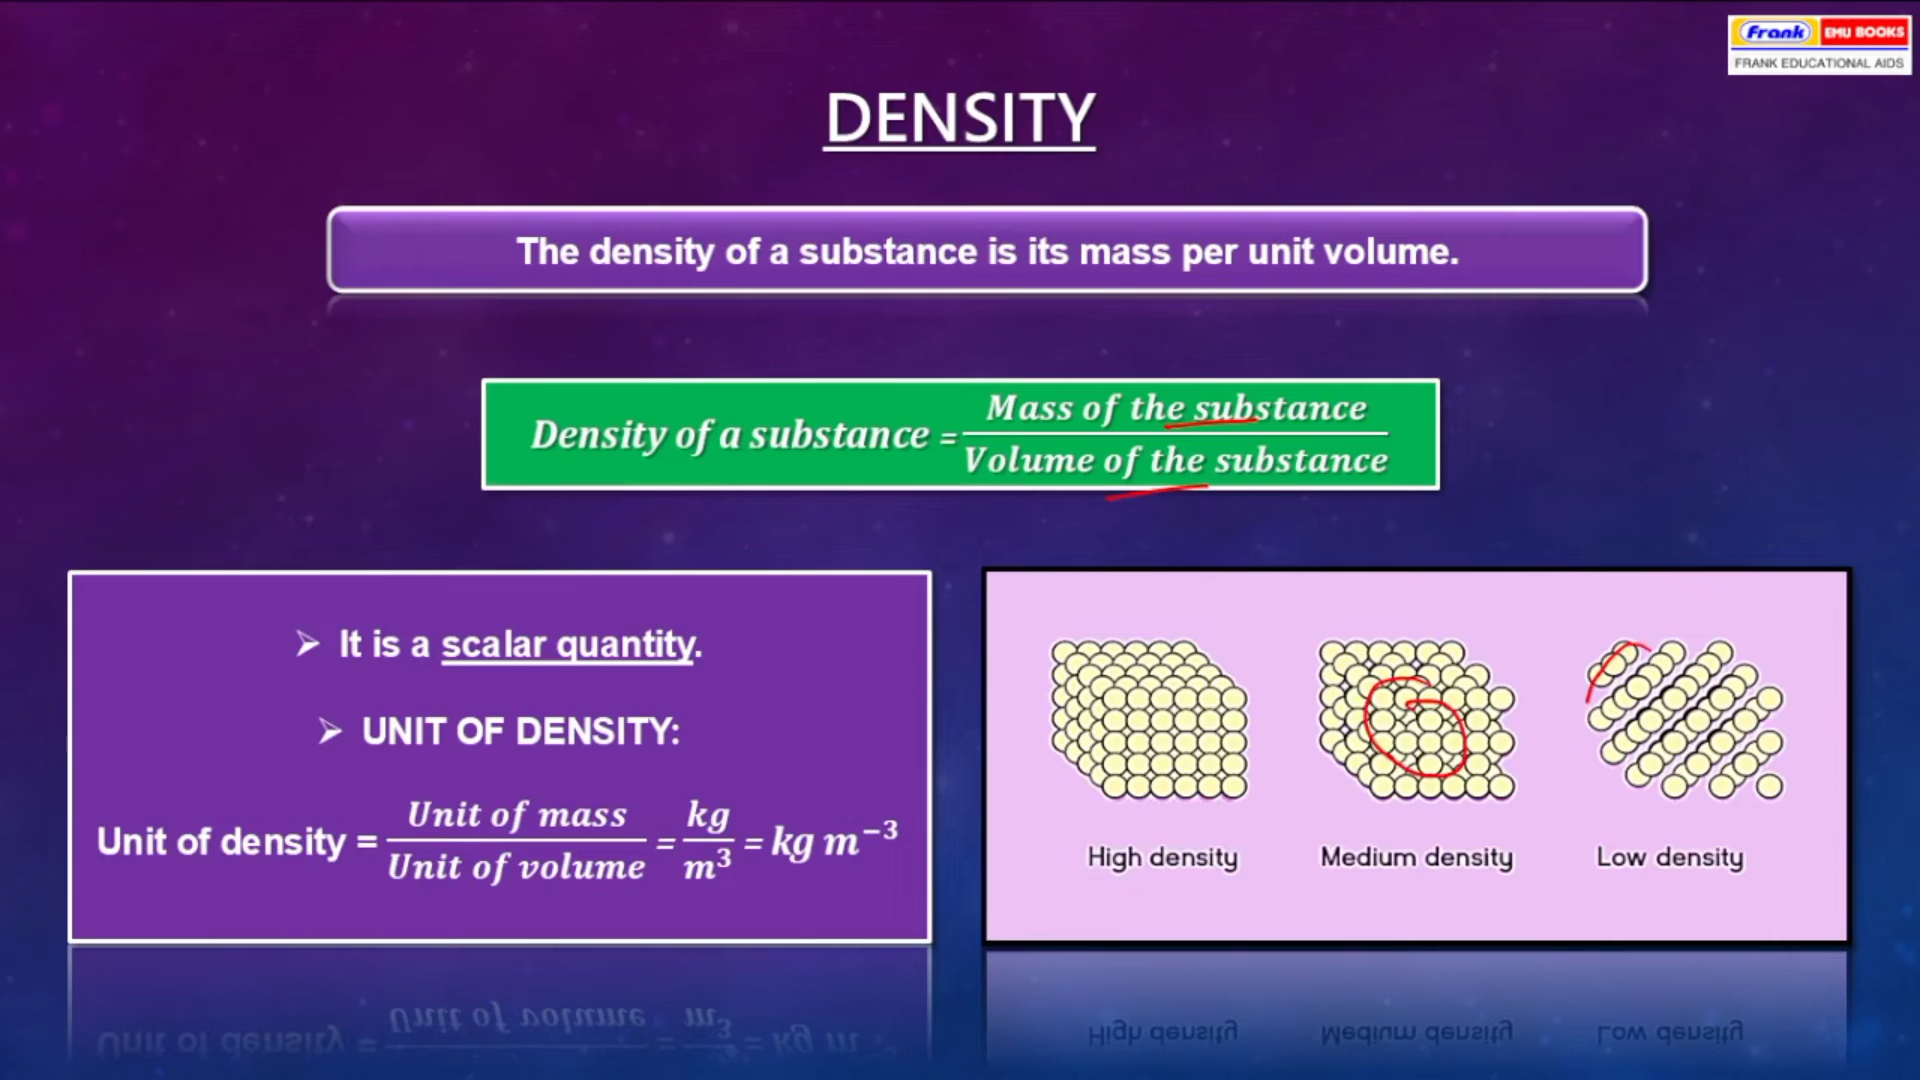 Frank EMU BOOKS
FRANK EDUCATIONAL AIDS
DENSITY
The density of a substance is its mass per unit volume.
Density of a substance = Mass of the substance / Volume of the substance
➢ It is a scalar quantity.
➢ UNIT OF DENSITY:
Unit of density = Unit of mass / Unit of volume = kg / m³ = kg m⁻³
High density Medium density Low density